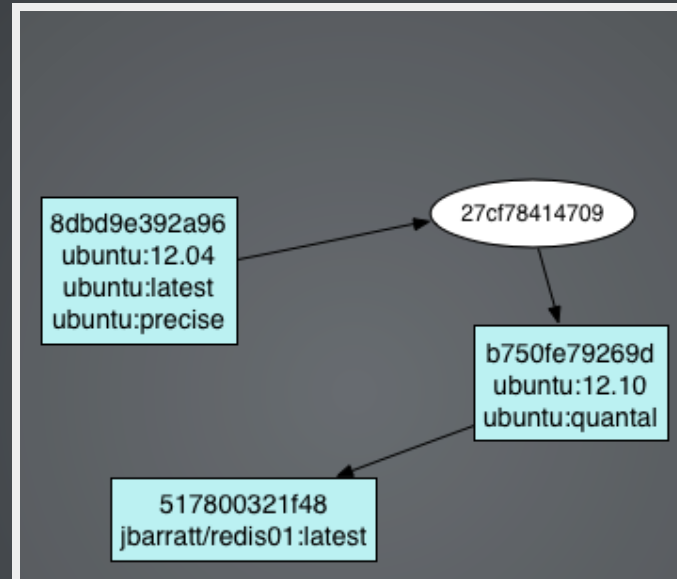 8dbd9e392a96
ubuntu:12.04
ubuntu:latest
ubuntu:precise
27cf78414709
b750fe79269d
ubuntu:12.10
ubuntu:quantal
517800321f48
jbarratt/redis01:latest